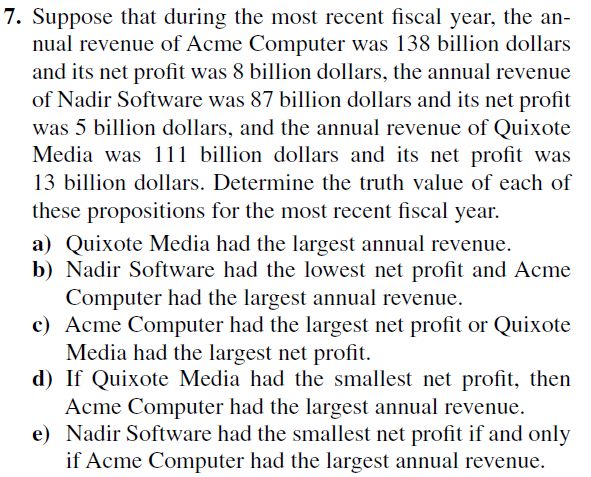 7. Suppose that during the most recent fiscal year, the an-
nual revenue of Acme Computer was 138 billion dollars
and its net profit was 8 billion dollars, the annual revenue
of Nadir Software was 87 billion dollars and its net profit
was 5 billion dollars, and the annual revenue of Quixote
Media was 111 billion dollars and its net profit was
13 billion dollars. Determine the truth value of each of
these propositions for the most recent fiscal year.
a) Quixote Media had the largest annual revenue.
b) Nadir Software had the lowest net profit and Acme
Computer had the largest annual revenue.
c) Acme Computer had the largest net profit or Quixote
Media had the largest net profit.
d) If Quixote Media had the smallest net profit, then
Acme Computer had the largest annual revenue.
e) Nadir Software had the smallest net profit if and only
if Acme Computer had the largest annual revenue.